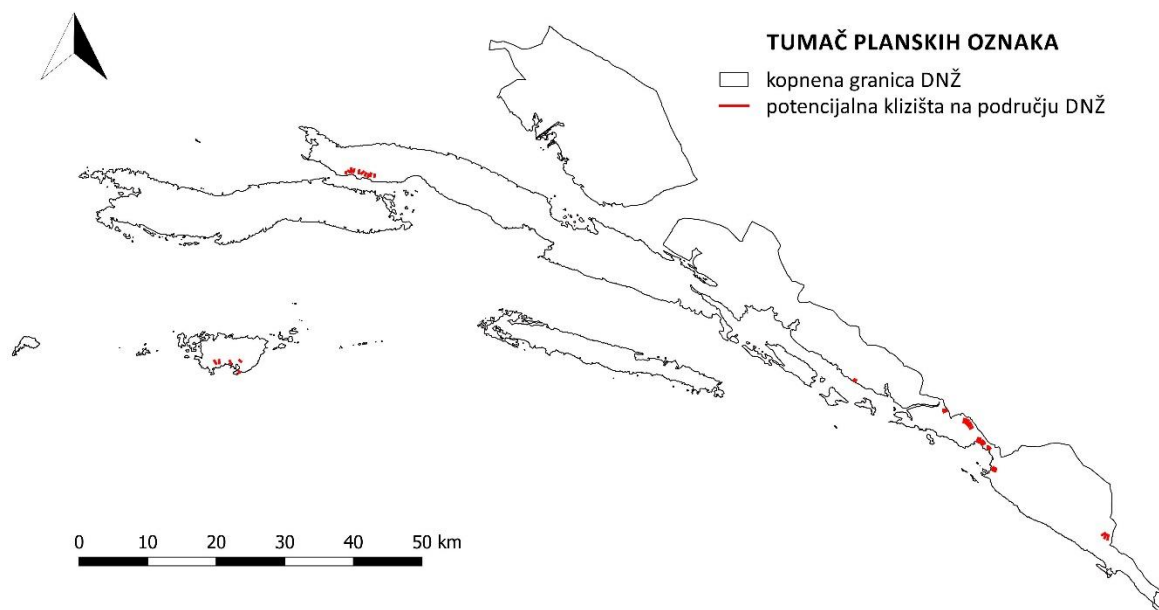 TUMAČ PLANSKIH OZNAKA
kopnena granica DNŽ
potencijalna klizišta na području DNŽ
0 10 20 30 40 50 km